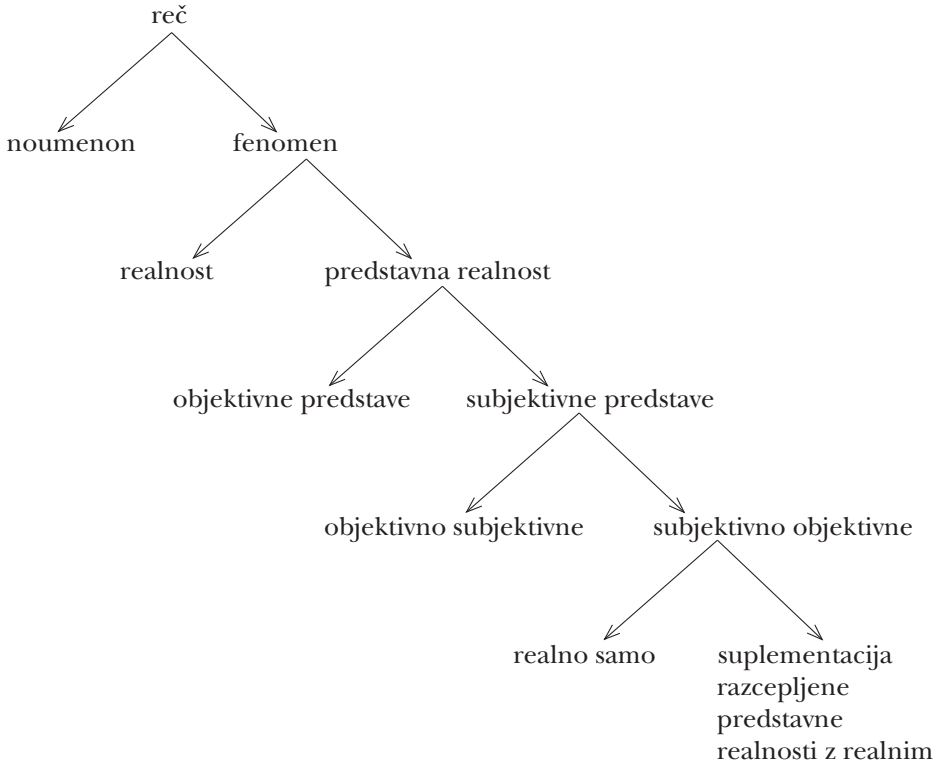 reč
noumenon fenomen
realnost predstavna realnost
objektivne predstave subjektivne predstave
objektivno subjektivne subjektivno objektivne
realno samo suplementacija
razcepljene
predstavne
realnosti z realnim